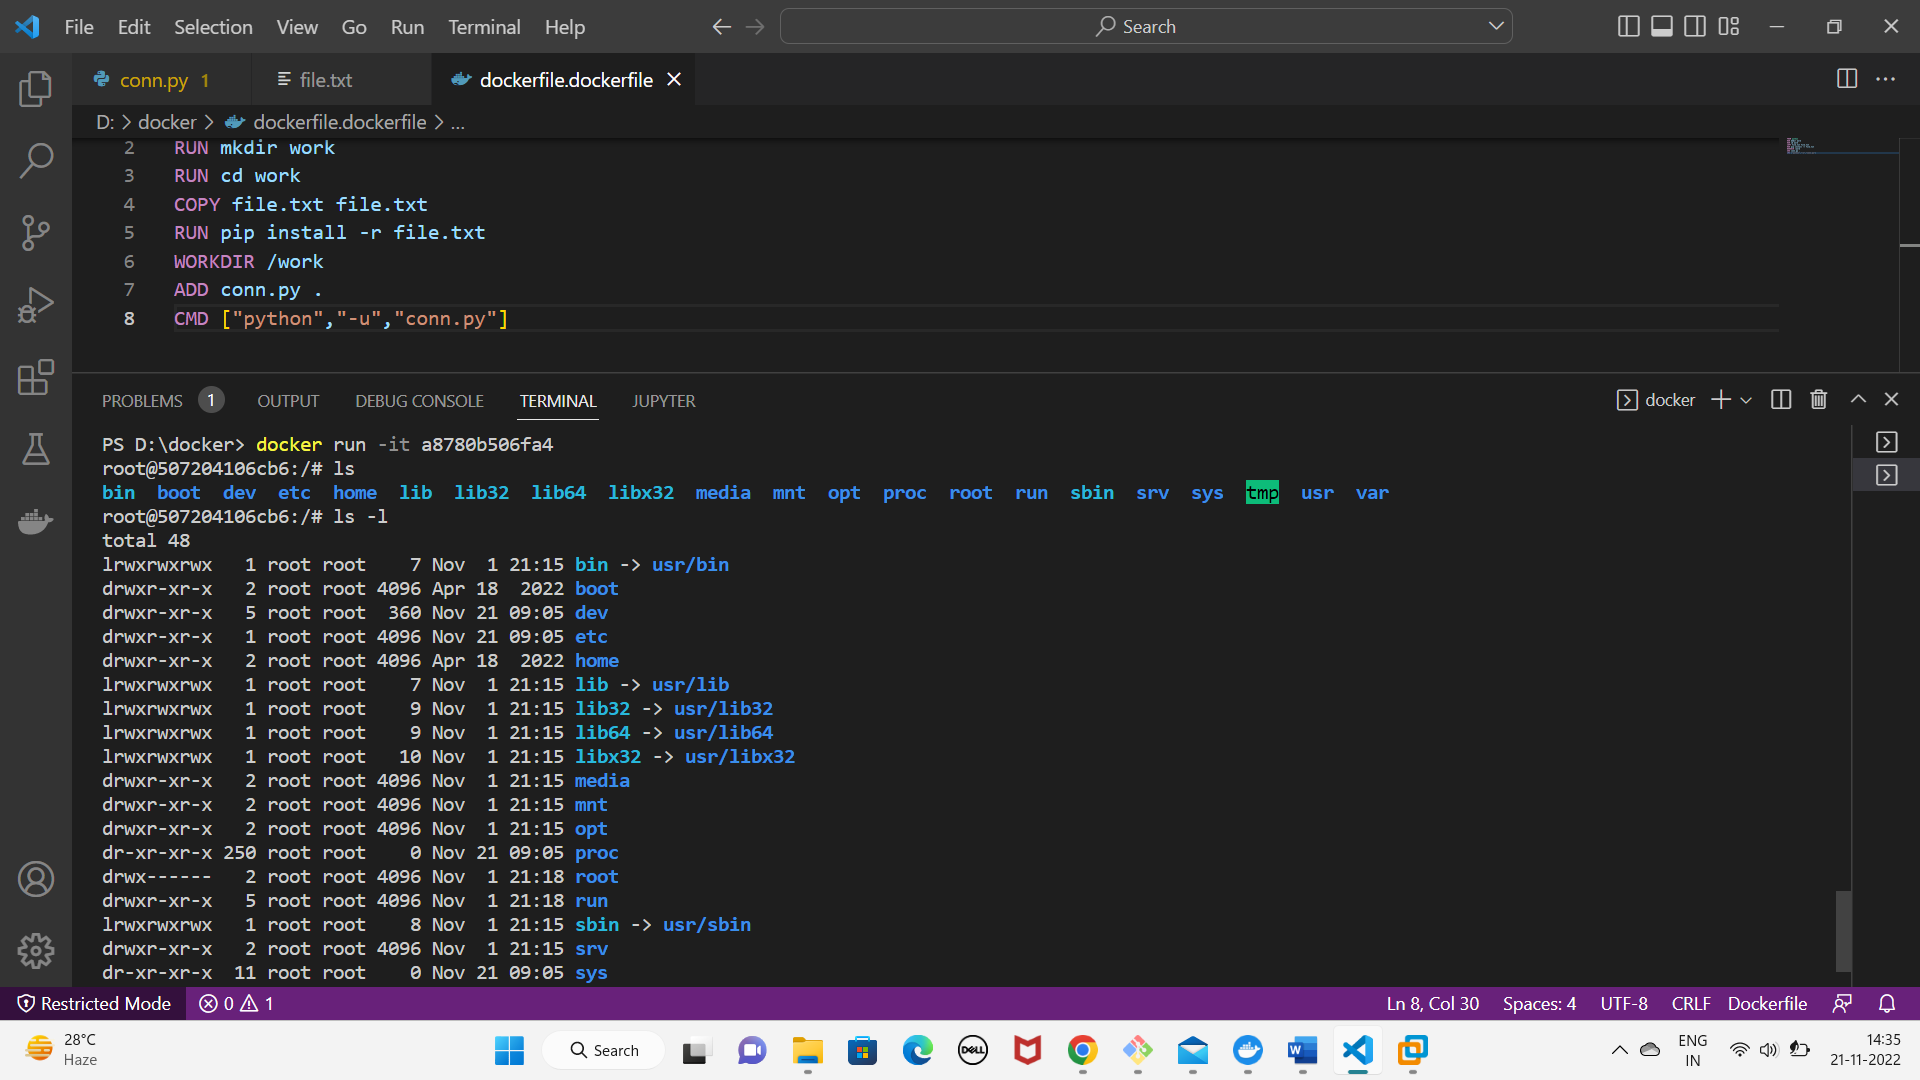 File Edit Selection View Go Run Terminal Help Search
conn.py 1 file.txt dockerfile.dockerfile
D: > docker > dockerfile.dockerfile > ...
2 RUN mkdir work
3 RUN cd work
4 COPY file.txt file.txt
5 RUN pip install -r file.txt
6 WORKDIR /work
7 ADD conn.py .
8 CMD ["python","-u","conn.py"]
PROBLEMS 1 OUTPUT DEBUG CONSOLE TERMINAL JUPYTER docker
PS D:\docker> docker run -it a8780b506fa4
root@507204106cb6:/# ls
bin boot dev etc home lib lib32 lib64 libx32 media mnt opt proc root run sbin srv sys tmp usr var
root@507204106cb6:/# ls -l
total 48
lrwxrwxrwx 1 root root 7 Nov 1 21:15 bin -> usr/bin
drwxr-xr-x 2 root root 4096 Apr 18 2022 boot
drwxr-xr-x 5 root root 360 Nov 21 09:05 dev
drwxr-xr-x 1 root root 4096 Nov 21 09:05 etc
drwxr-xr-x 2 root root 4096 Apr 18 2022 home
lrwxrwxrwx 1 root root 7 Nov 1 21:15 lib -> usr/lib
lrwxrwxrwx 1 root root 9 Nov 1 21:15 lib32 -> usr/lib32
lrwxrwxrwx 1 root root 9 Nov 1 21:15 lib64 -> usr/lib64
lrwxrwxrwx 1 root root 10 Nov 1 21:15 libx32 -> usr/libx32
drwxr-xr-x 2 root root 4096 Nov 1 21:15 media
drwxr-xr-x 2 root root 4096 Nov 1 21:15 mnt
drwxr-xr-x 2 root root 4096 Nov 1 21:15 opt
dr-xr-xr-x 250 root root 0 Nov 21 09:05 proc
drwx------ 2 root root 4096 Nov 1 21:18 root
drwxr-xr-x 5 root root 4096 Nov 1 21:18 run
lrwxrwxrwx 1 root root 8 Nov 1 21:15 sbin -> usr/sbin
drwxr-xr-x 2 root root 4096 Nov 1 21:15 srv
dr-xr-xr-x 11 root root 0 Nov 21 09:05 sys
Restricted Mode 0 1 Ln 8, Col 30 Spaces: 4 UTF-8 CRLF Dockerfile
28°C
Haze
Search
DELL
W
ENG
IN
14:35
21-11-2022